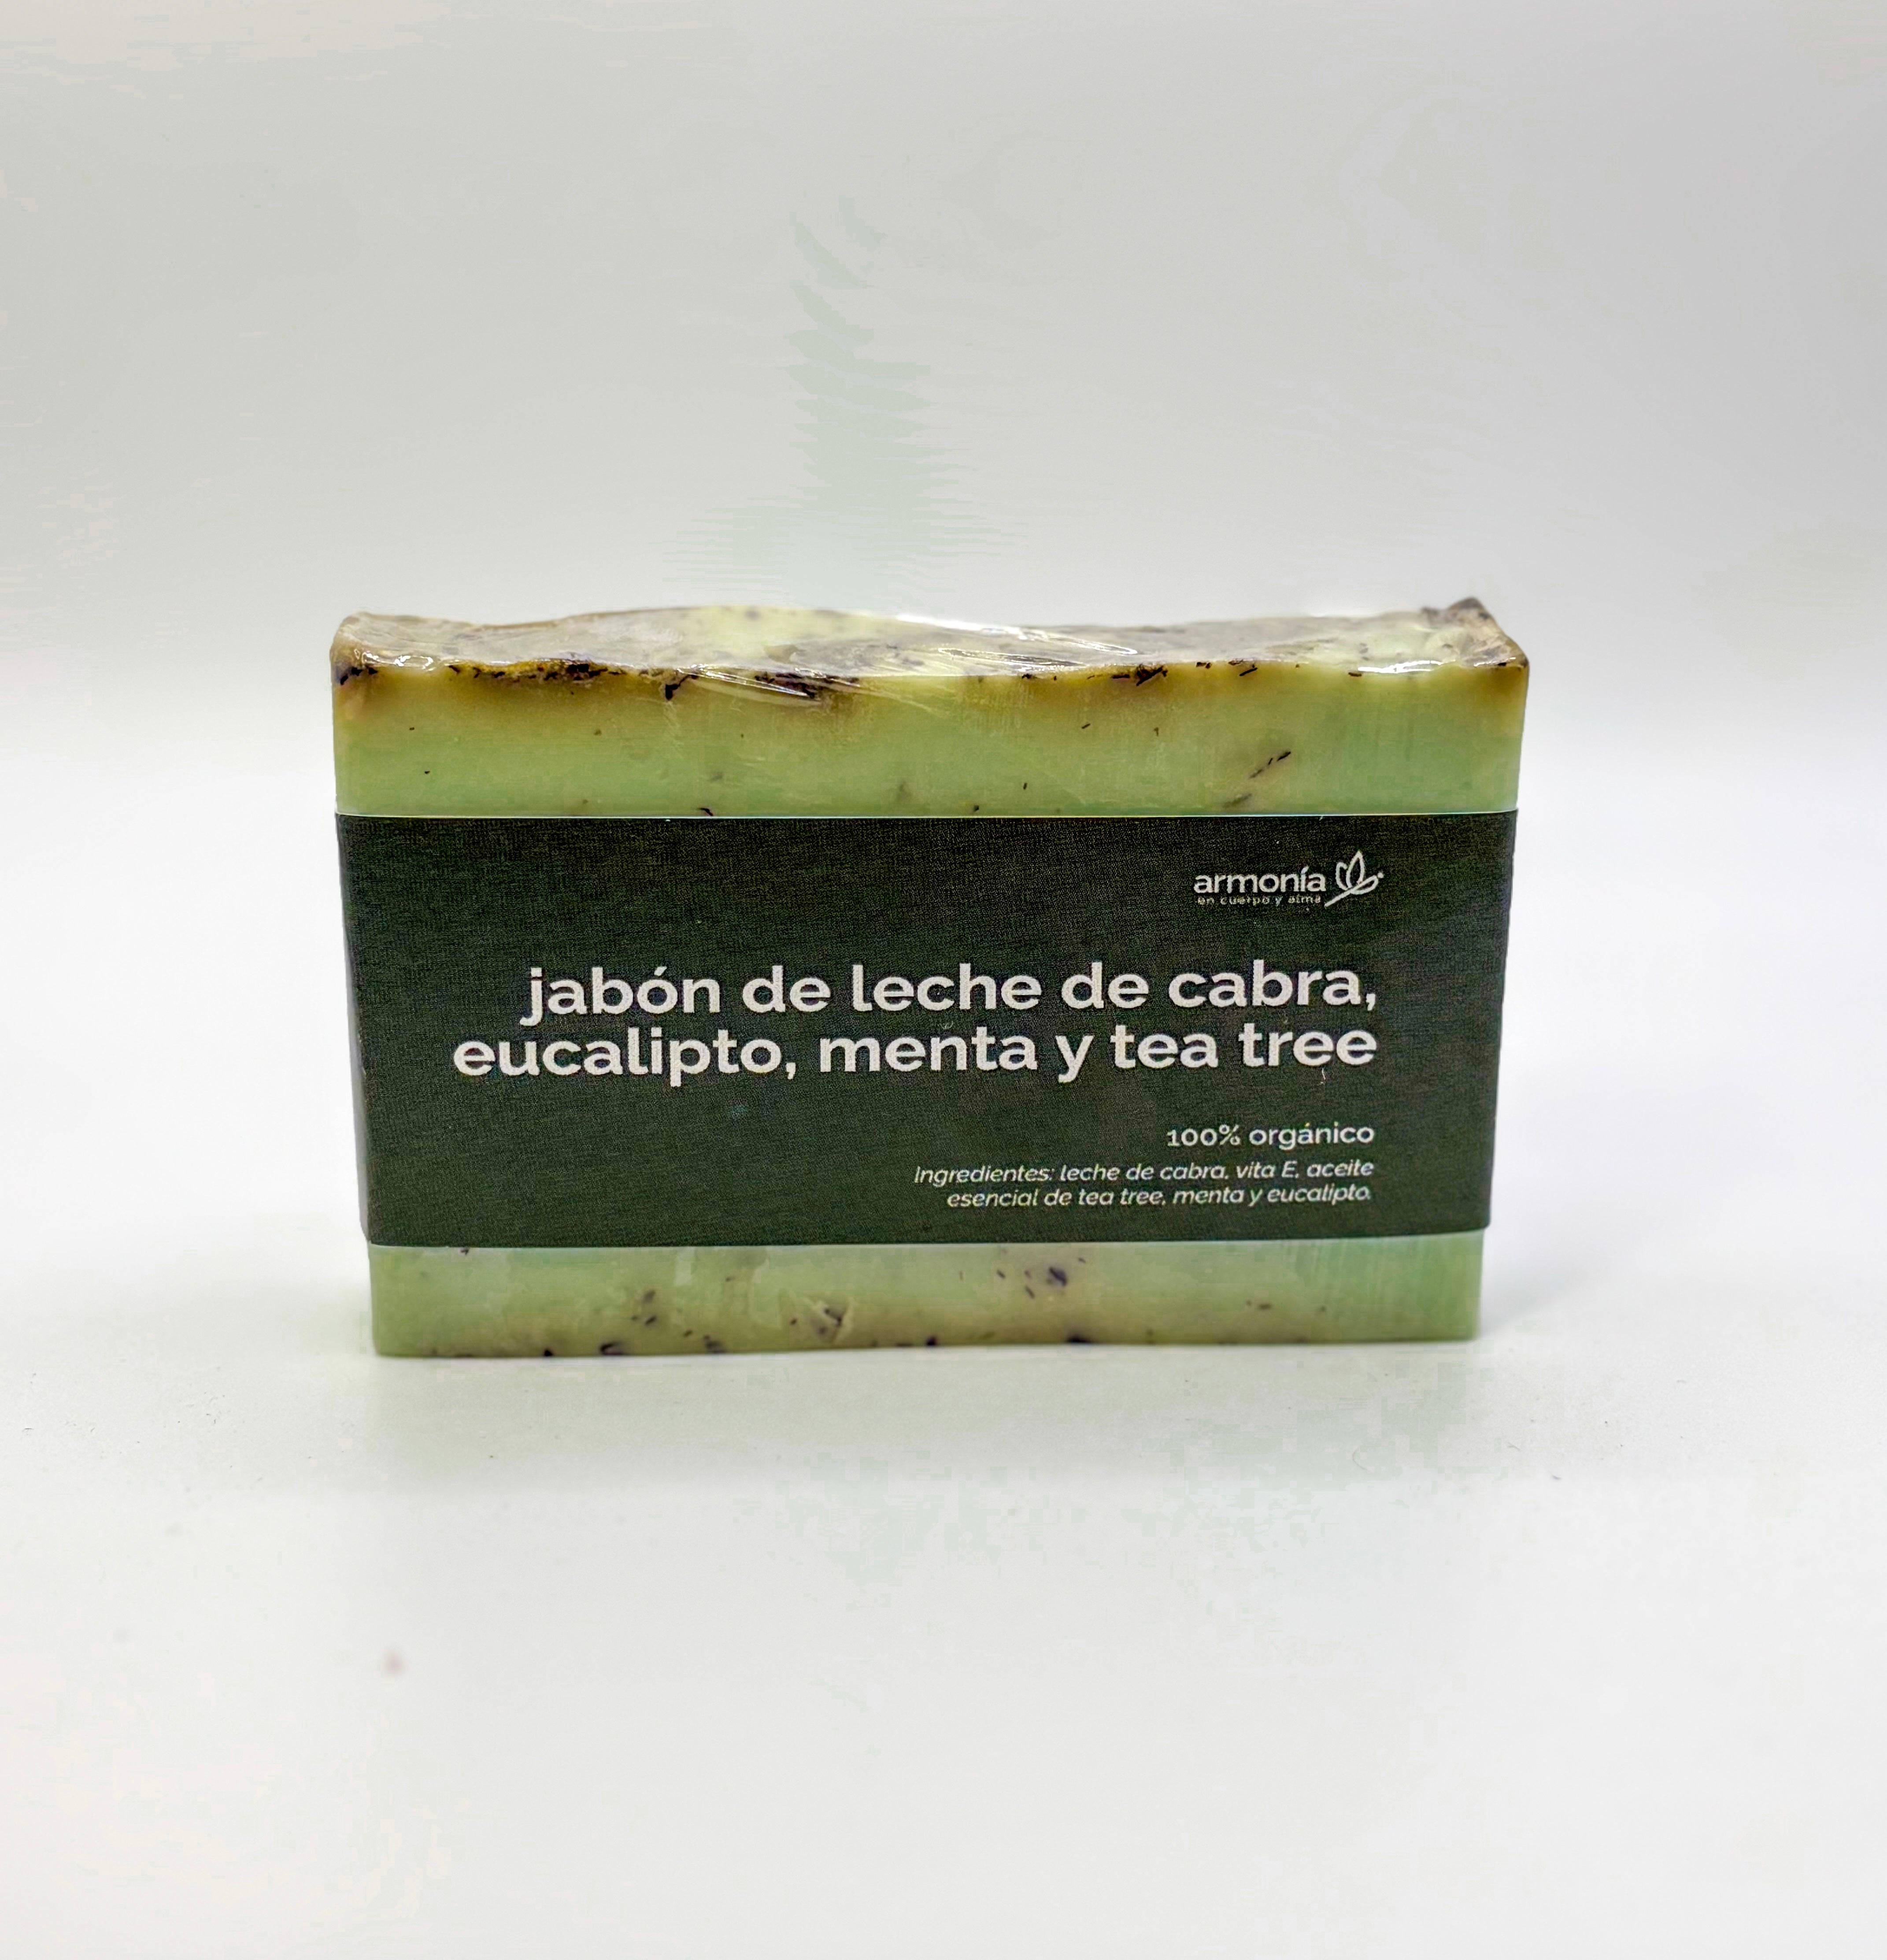 armonía
en cuerpo y alma
jabón de leche de cabra,
eucalipto, menta y tea tree
100% orgánico
Ingredientes: leche de cabra, vita E, aceite
esencial de tea tree, menta y eucalipto.